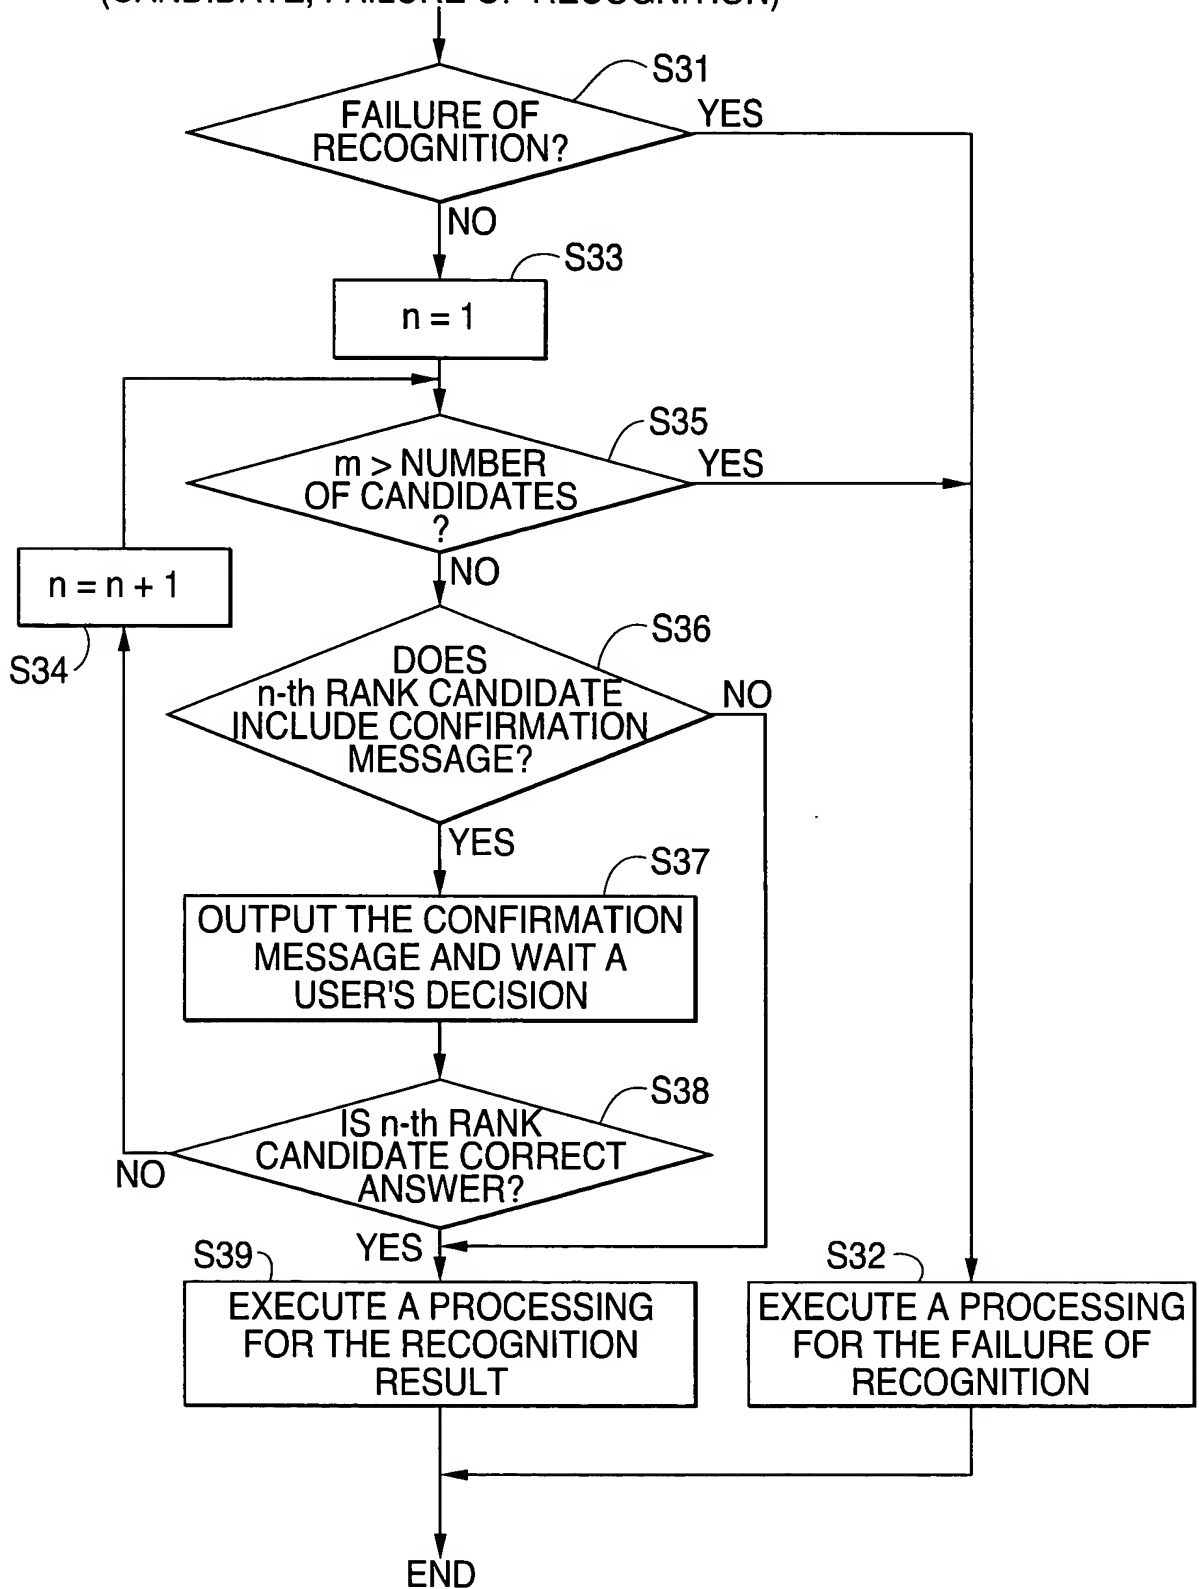 (CANDIDATE, FAILURE OF RECOGNITION)
S31
FAILURE OF
RECOGNITION?
YES
NO
S33
n = 1
S35
m > NUMBER
OF CANDIDATES
?
YES
NO
n = n + 1
S34
S36
DOES
n-th RANK CANDIDATE
INCLUDE CONFIRMATION
MESSAGE?
NO
YES
S37
OUTPUT THE CONFIRMATION
MESSAGE AND WAIT A
USER'S DECISION
S38
IS n-th RANK
CANDIDATE CORRECT
ANSWER?
NO
YES
S39
EXECUTE A PROCESSING
FOR THE RECOGNITION
RESULT
S32
EXECUTE A PROCESSING
FOR THE FAILURE OF
RECOGNITION
END